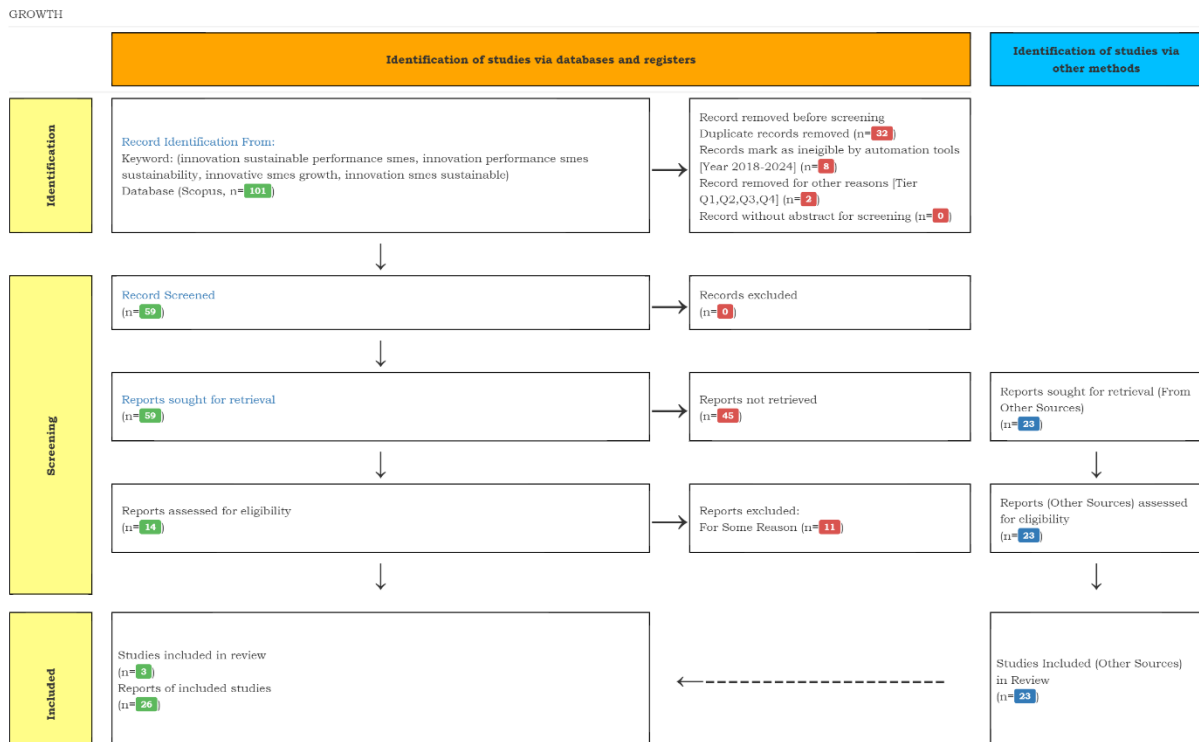 GROWTH
Identification of studies via databases and registers
Identification of studies via
other methods
Identification
Record Identification From:
Keyword: (innovation sustainable performance smes, innovation performance smes
sustainability, innovative smes growth, innovation smes sustainable)
Database (Scopus, n=101)
Record removed before screening
Duplicate records removed (n=32)
Records mark as ineigible by automation tools
[Year 2018-2024] (n=8)
Record removed for other reasons [Tier
Q1,Q2,Q3,Q4] (n=2)
Record without abstract for screening (n=0)
Screening
Record Screened
(n=59)
Records excluded
(n=0)
Reports sought for retrieval
(n=59)
Reports not retrieved
(n=45)
Reports sought for retrieval (From
Other Sources)
(n=23)
Reports assessed for eligibility
(n=14)
Reports excluded:
For Some Reason (n=11)
Reports (Other Sources) assessed
for eligibility
(n=23)
Included
Studies included in review
(n=3)
Reports of included studies
(n=26)
Studies Included (Other Sources)
in Review
(n=23)